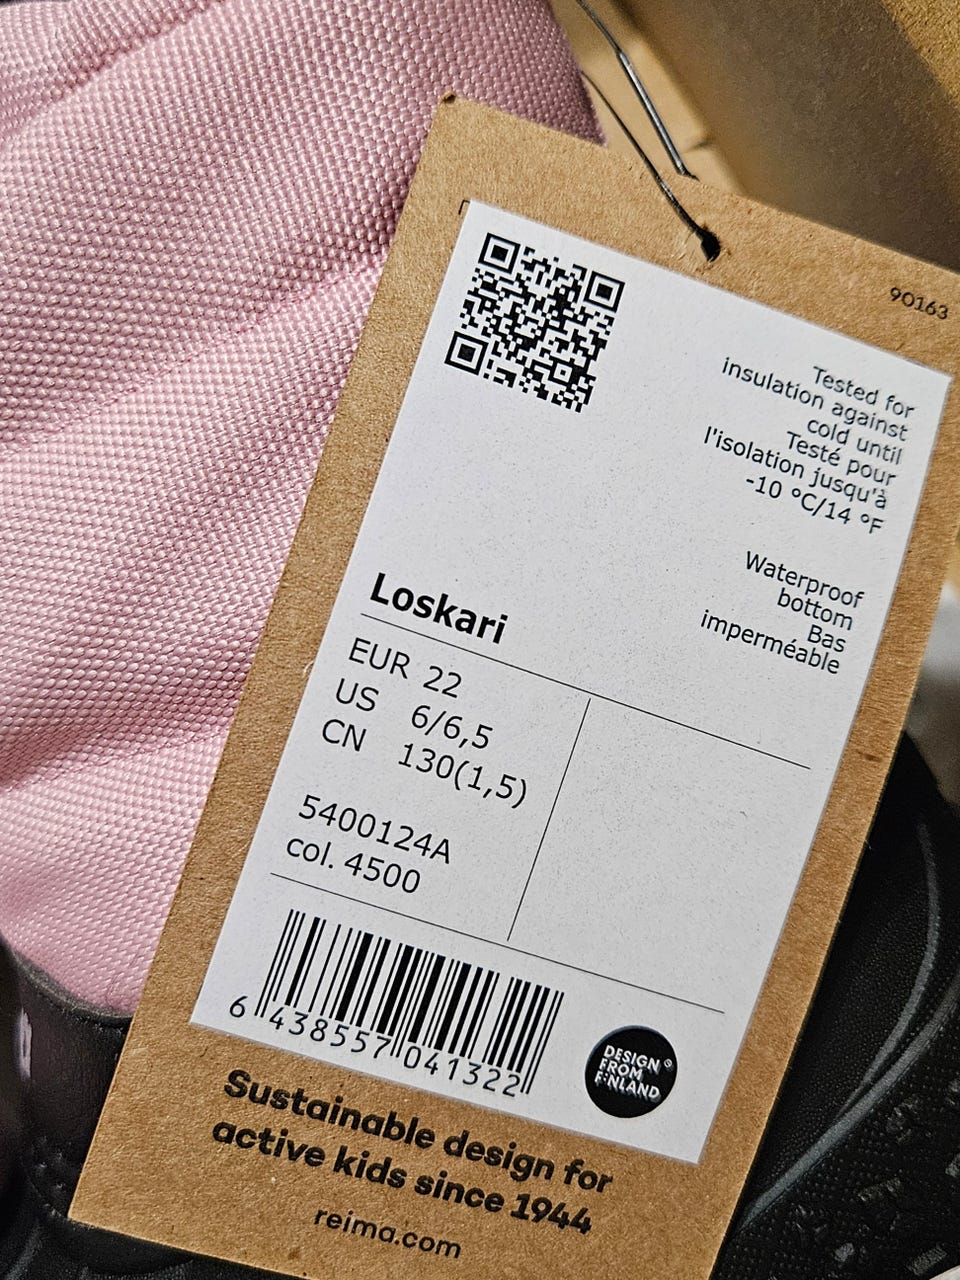 90163
Tested for
insulation against
cold until
Testé pour
l'isolation jusqu'à
-10 °C/14 °F
Waterproof
bottom
Bas
imperméable
Loskari
EUR 22
US 6/6,5
CN 130(1,5)
5400124A
col. 4500
6 438557 041322
DESIGN
FROM
FINLAND
Sustainable design for
active kids since 1944
reima.com